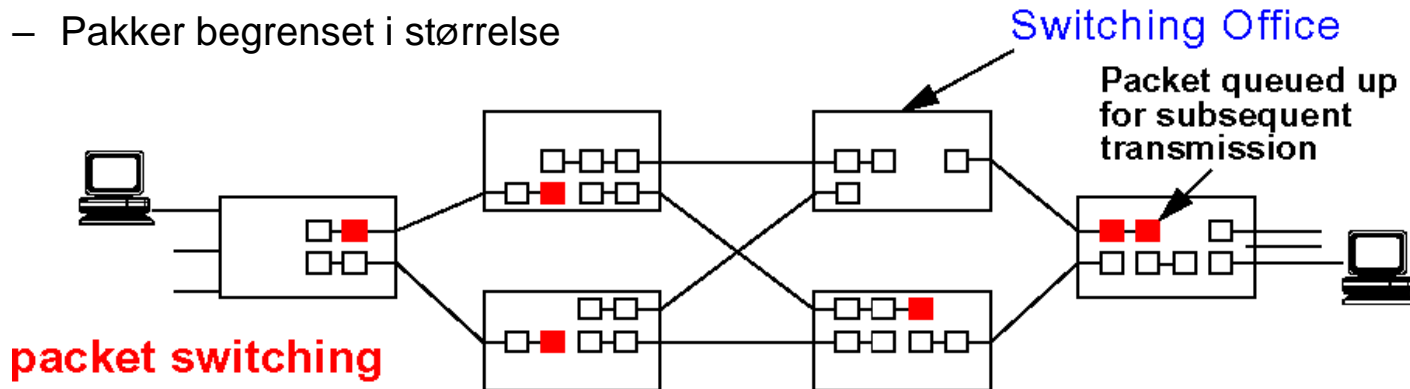 – Pakker begrenset i størrelse
Switching Office
Packet queued up
for subsequent
transmission
packet switching